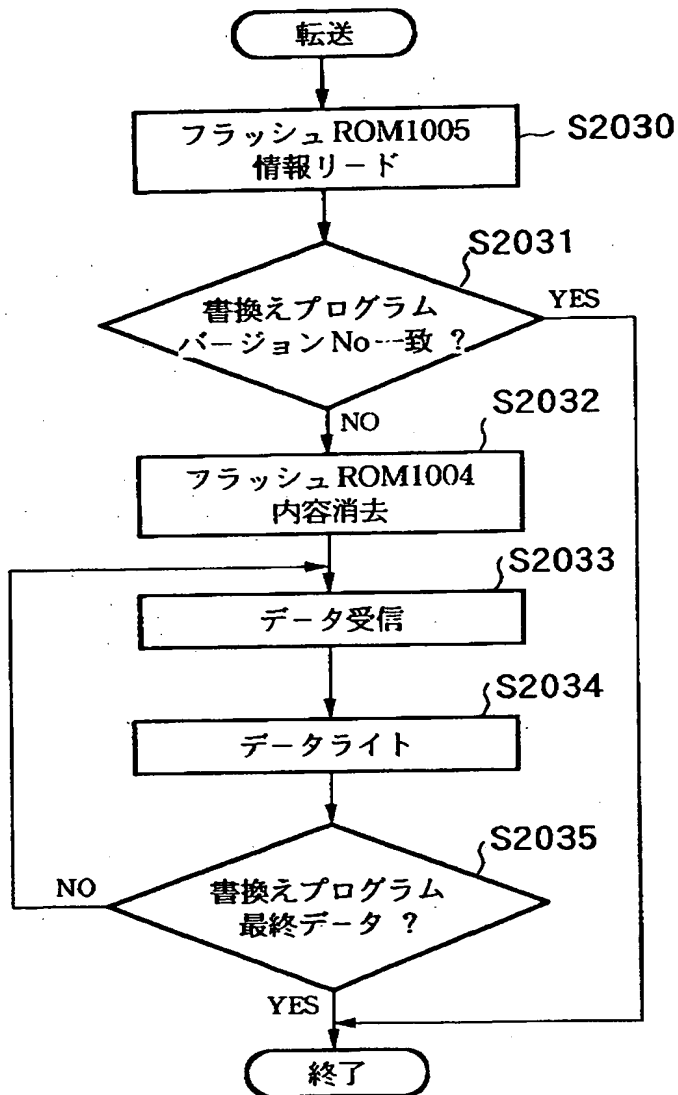 転送
フラッシュROM1005
情報リード
S2030
S2031
書換えプログラム
バージョンNo一致?
YES
NO
S2032
フラッシュROM1004
内容消去
S2033
データ受信
S2034
データライト
S2035
書換えプログラム
最終データ?
NO
YES
終了